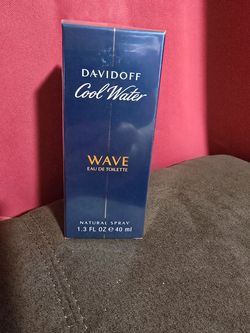 DAVIDOFF
Cool Water
WAVE
EAU DE TOILETTE
NATURAL SPRAY
1.3 FL OZ ℮ 40 ml